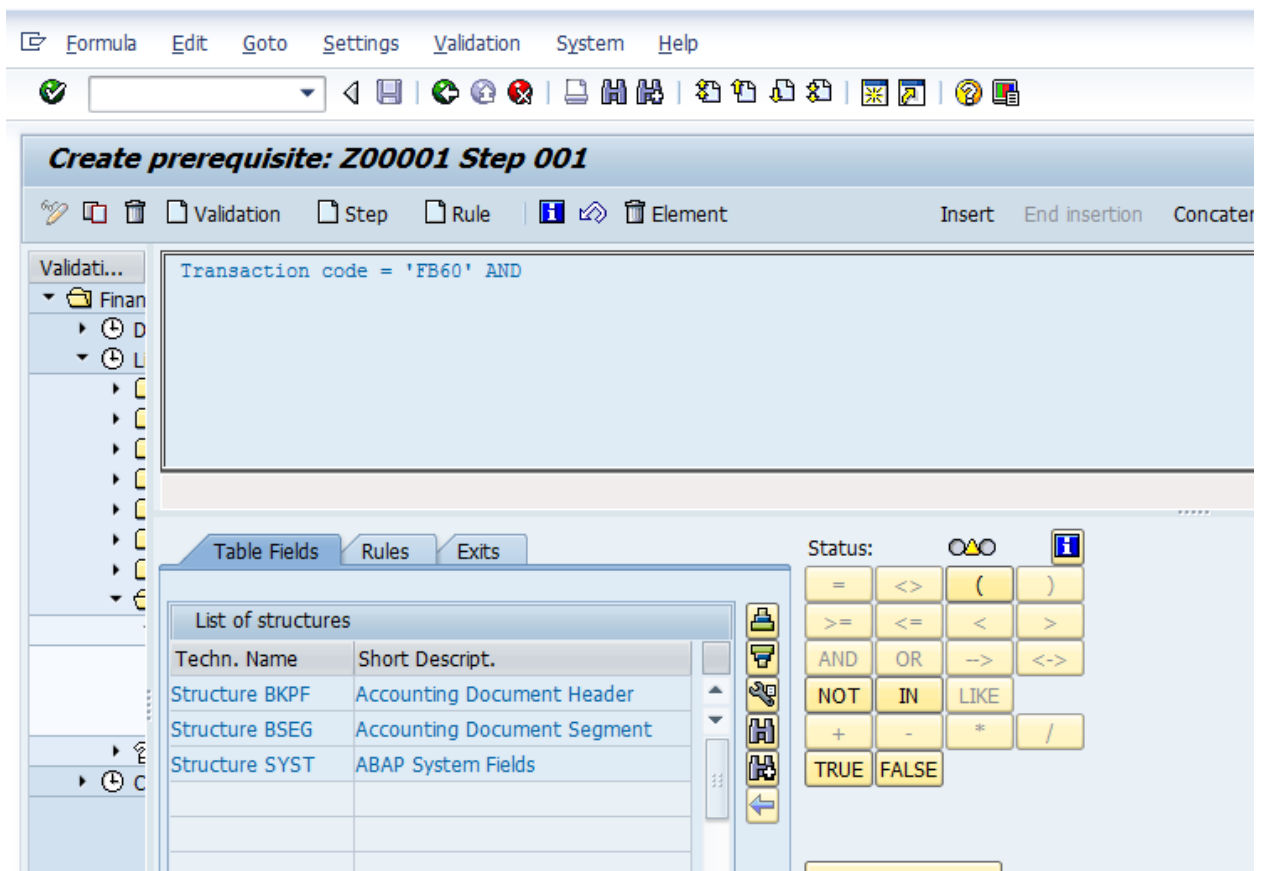 Formula Edit Goto Settings Validation System Help
Create prerequisite: Z00001 Step 001
Validation Step Rule Element Insert End insertion Concater
Validati...
Transaction code = 'FB60' AND
Finan
D
Li
C
Table Fields Rules Exits
Status:
= <> ( )
List of structures
>= <= < >
Techn. Name Short Descript.
AND OR --> <->
Structure BKPF Accounting Document Header
NOT IN LIKE
Structure BSEG Accounting Document Segment
+ - * /
Structure SYST ABAP System Fields
TRUE FALSE